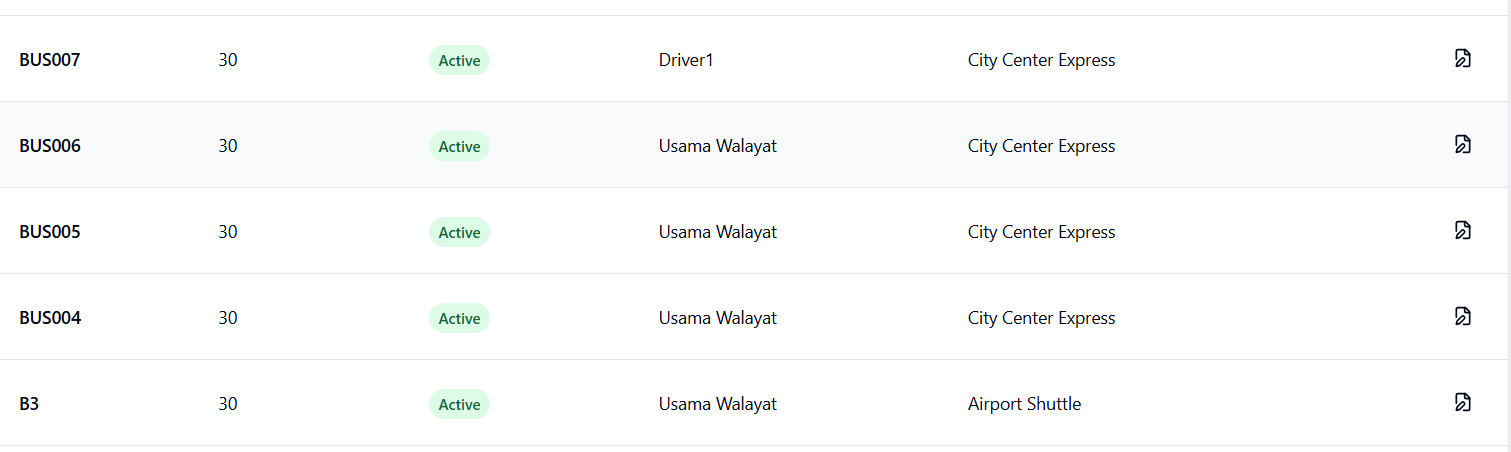 BUS007 30 Active Driver1 City Center Express
BUS006 30 Active Usama Walayat City Center Express
BUS005 30 Active Usama Walayat City Center Express
BUS004 30 Active Usama Walayat City Center Express
B3 30 Active Usama Walayat Airport Shuttle